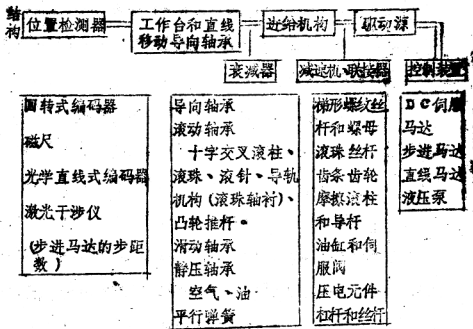 结构
位置检测器
工作台和直线移动导向轴承
进给机构
驱动源
衰减器
减速机、联接器
控制装置
回转式编码器
磁尺
光学直线式编码器
激光干涉仪
(步进马达的步距数)
导向轴承
滚动轴承
十字交叉滚柱、
滚珠、滚针、导轨
机构(滚珠轴衬)、
凸轮推杆。
滑动轴承
静压轴承
空气、油
平行弹簧
梯形螺纹丝
杆和螺母
滚珠丝杆
齿条齿轮
摩擦滚柱
和导杆
油缸和伺
服阀
压电元件
杠杆和丝杆
DC伺服
马达
步进马达
直线马达
液压泵